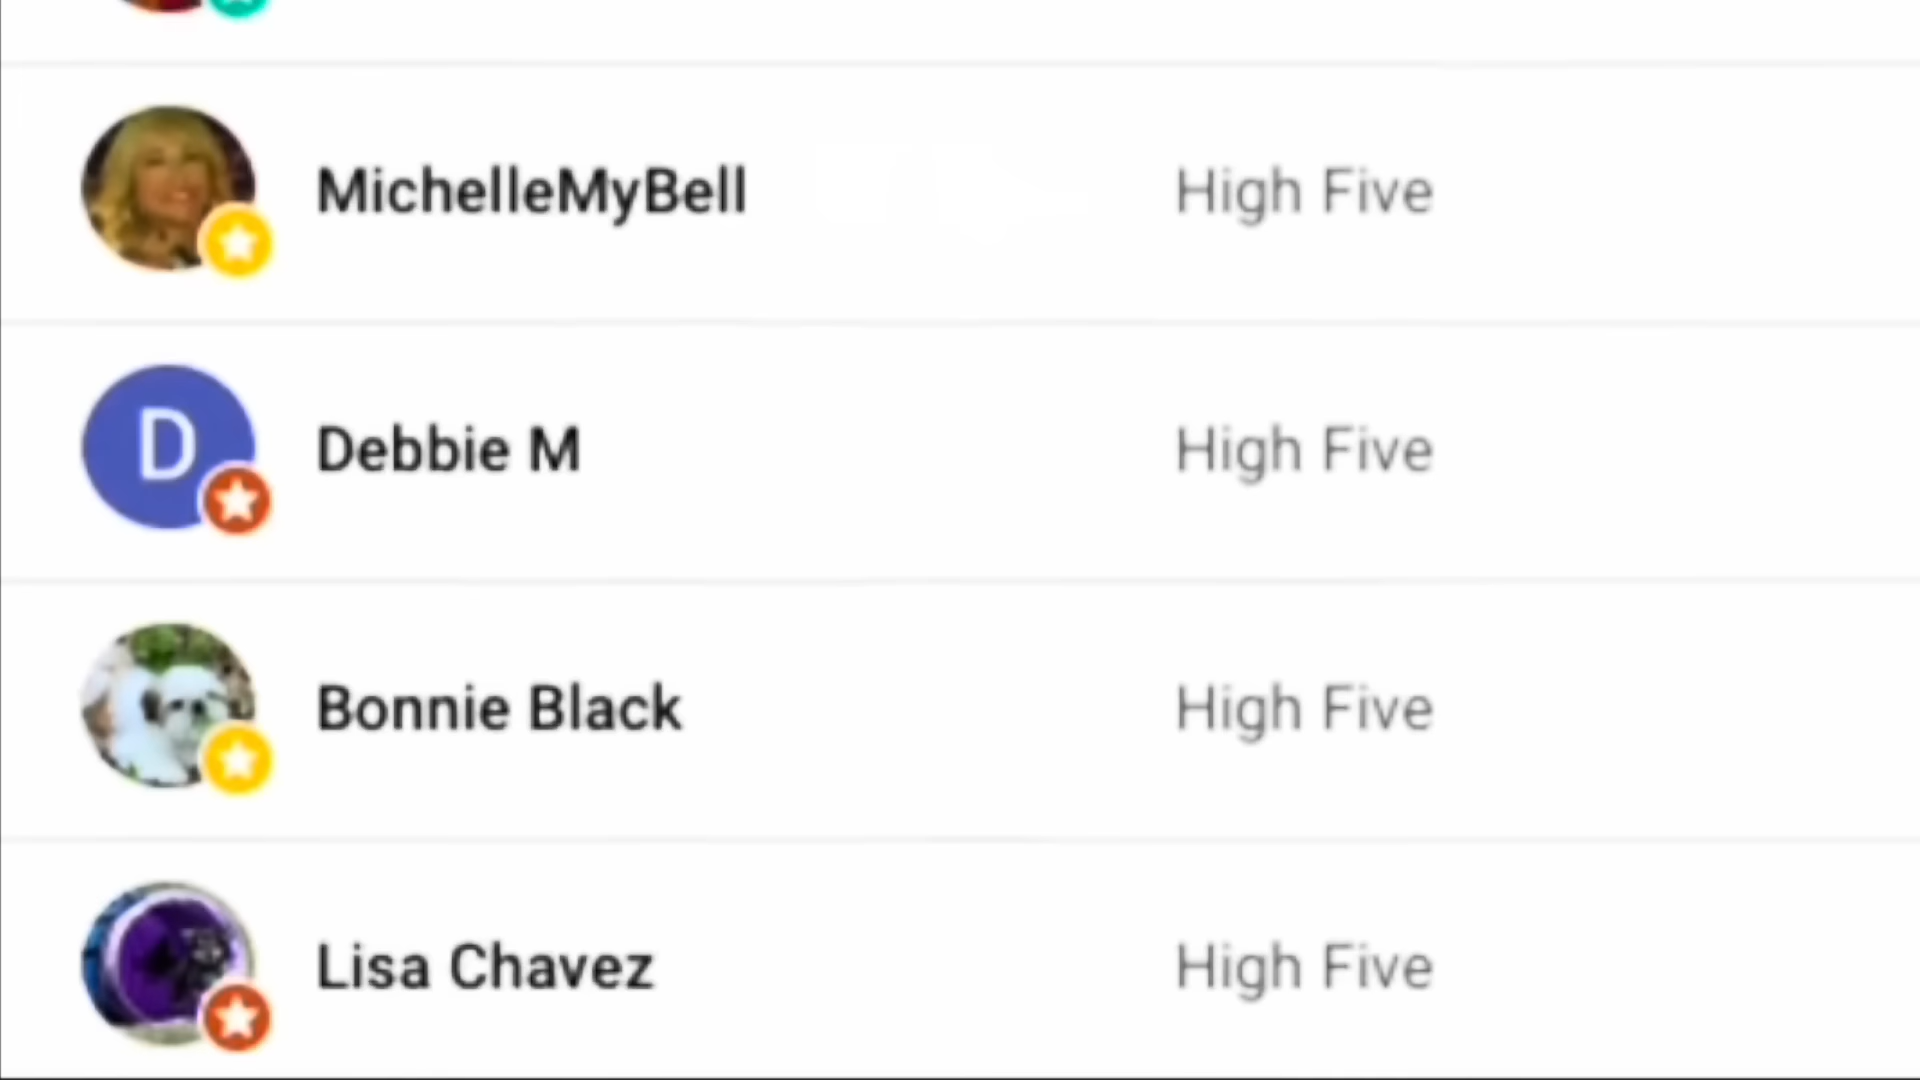 MichelleMyBell High Five
D Debbie M High Five
Bonnie Black High Five
Lisa Chavez High Five